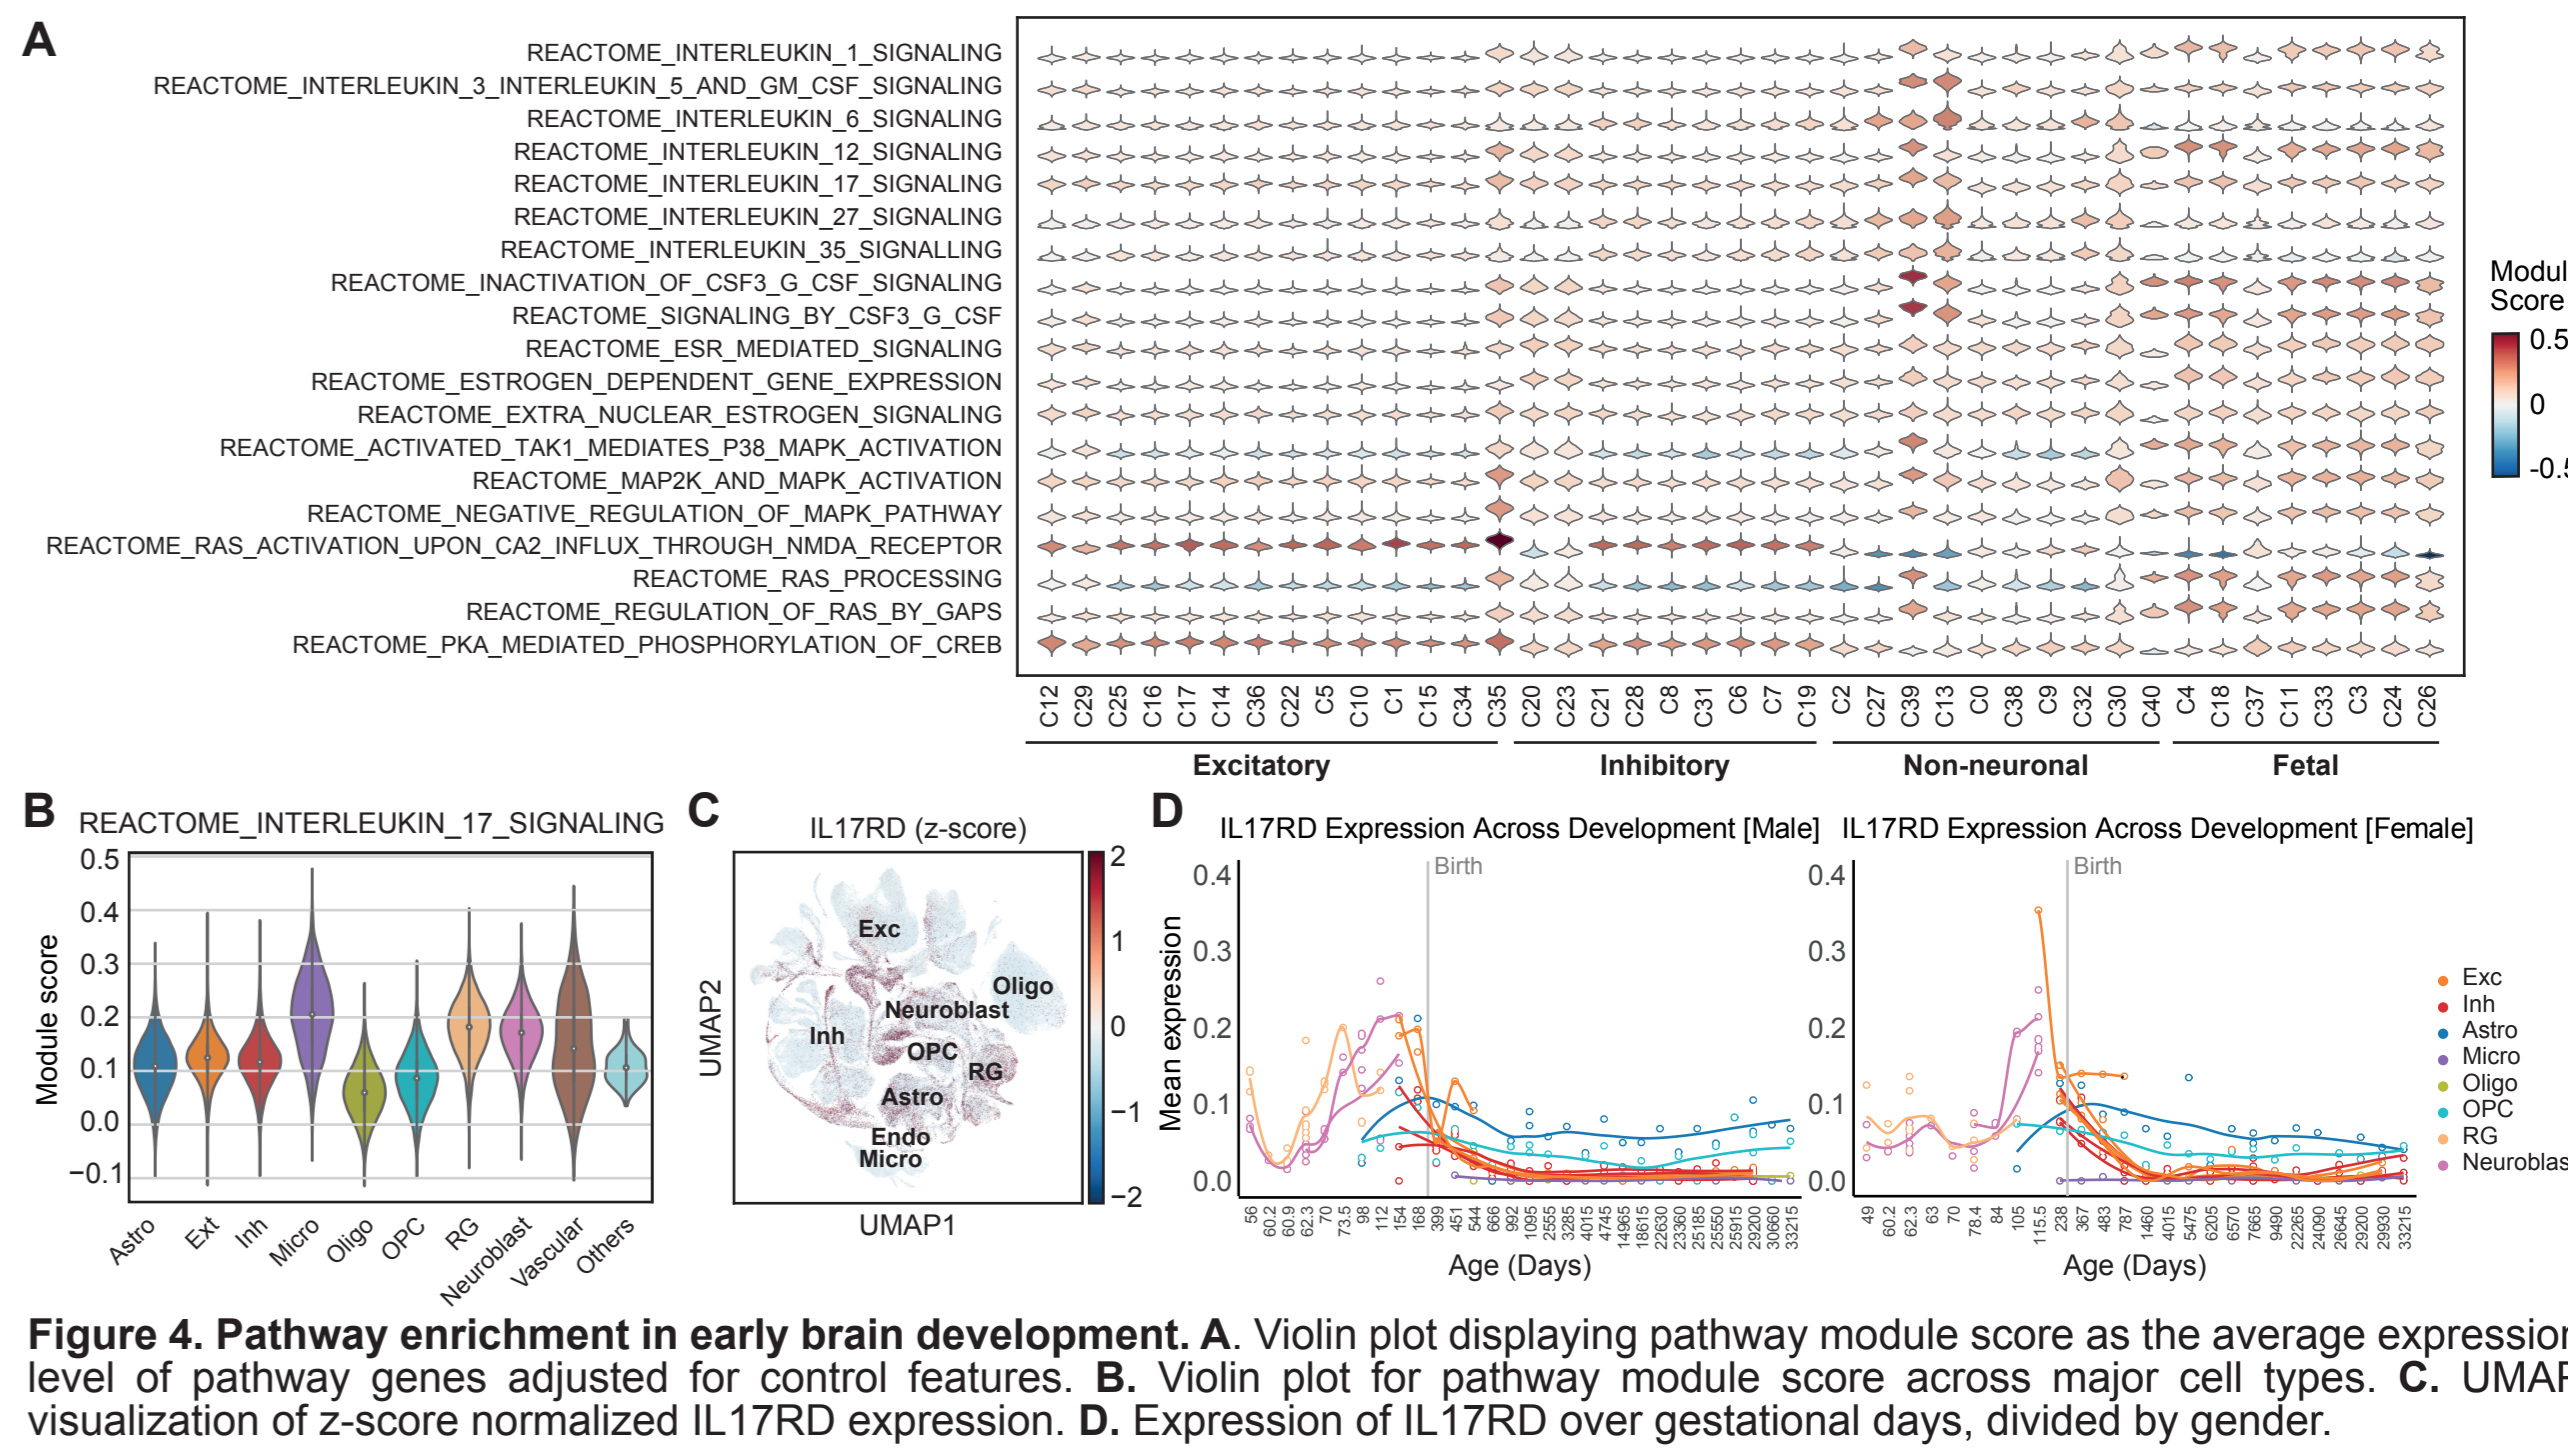 A
REACTOME_INTERLEUKIN_1_SIGNALING
REACTOME_INTERLEUKIN_3_INTERLEUKIN_5_AND_GM_CSF_SIGNALING
REACTOME_INTERLEUKIN_6_SIGNALING
REACTOME_INTERLEUKIN_12_SIGNALING
REACTOME_INTERLEUKIN_17_SIGNALING
REACTOME_INTERLEUKIN_27_SIGNALING
REACTOME_INTERLEUKIN_35_SIGNALLING
REACTOME_INACTIVATION_OF_CSF3_G_CSF_SIGNALING
REACTOME_SIGNALING_BY_CSF3_G_CSF
REACTOME_ESR_MEDIATED_SIGNALING
REACTOME_ESTROGEN_DEPENDENT_GENE_EXPRESSION
REACTOME_EXTRA_NUCLEAR_ESTROGEN_SIGNALING
REACTOME_ACTIVATED_TAK1_MEDIATES_P38_MAPK_ACTIVATION
REACTOME_MAP2K_AND_MAPK_ACTIVATION
REACTOME_NEGATIVE_REGULATION_OF_MAPK_PATHWAY
REACTOME_RAS_ACTIVATION_UPON_CA2_INFLUX_THROUGH_NMDA_RECEPTOR
REACTOME_RAS_PROCESSING
REACTOME_REGULATION_OF_RAS_BY_GAPS
REACTOME_PKA_MEDIATED_PHOSPHORYLATION_OF_CREB
Modul
Score
0.5
0
-0.5
C12 C29 C25 C16 C17 C14 C36 C22 C5 C10 C1 C15 C34 C35 C20 C23 C21 C28 C8 C31 C6 C7 C19 C2 C27 C39 C13 C0 C38 C9 C32 C30 C40 C4 C18 C37 C11 C33 C3 C24 C26
Excitatory Inhibitory Non-neuronal Fetal
B
REACTOME_INTERLEUKIN_17_SIGNALING
Module score
0.5
0.4
0.3
0.2
0.1
0.0
−0.1
Astro Ext Inh Micro Oligo OPC RG Neuroblast Vascular Others
C
IL17RD (z-score)
UMAP2
Exc
Oligo
Neuroblast
Inh
OPC
RG
Astro
Endo
Micro
UMAP1
2
1
0
−1
−2
D
IL17RD Expression Across Development [Male]
Mean expression
0.4
0.3
0.2
0.1
0.0
Birth
56 60.2 60.9 62.3 70 73.5 98 112 154 168 399 451 544 666 992 1095 2555 3285 4015 4745 14965 18615 22630 23360 25185 25550 25915 29200 30660 33215
Age (Days)
IL17RD Expression Across Development [Female]
0.4
0.3
0.2
0.1
0.0
Birth
49 60.2 62.3 63 70 78.4 84 105 115.5 238 367 483 787 1460 4015 5475 6205 6570 7665 9490 22265 24090 26645 29200 29930 33215
Age (Days)
Exc
Inh
Astro
Micro
Oligo
OPC
RG
Neuroblas
Figure 4. Pathway enrichment in early brain development. A. Violin plot displaying pathway module score as the average expression
level of pathway genes adjusted for control features. B. Violin plot for pathway module score across major cell types. C. UMAP
visualization of z-score normalized IL17RD expression. D. Expression of IL17RD over gestational days, divided by gender.